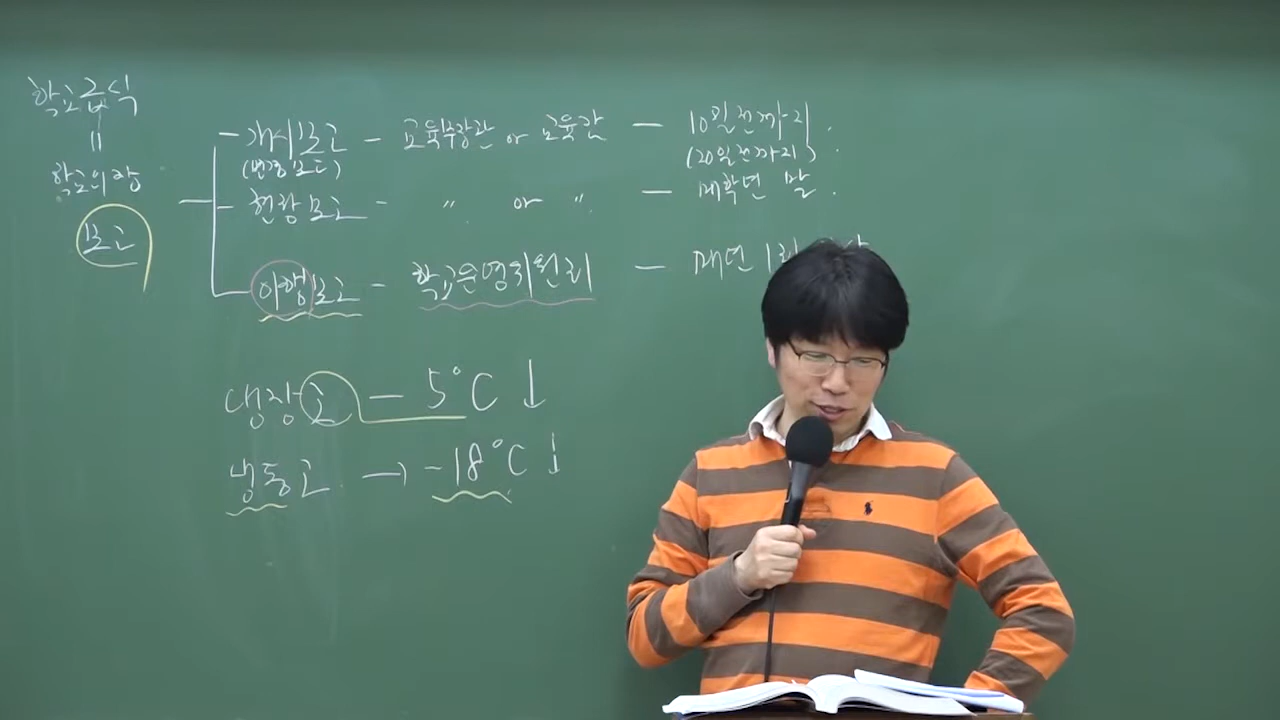 학교급식
〃
학교의장
보고
- 개시보고 - 교육부장관 or 교육감 - 10일전까지.
(변경보고) (20일전까지).
- 현황보고 - 〃 or 〃. - 매학년 말.
이행보고 - 학교운영위원회 - 매년 1회
냉장고 - 5°C ↓
냉동고 → -18°C ↓